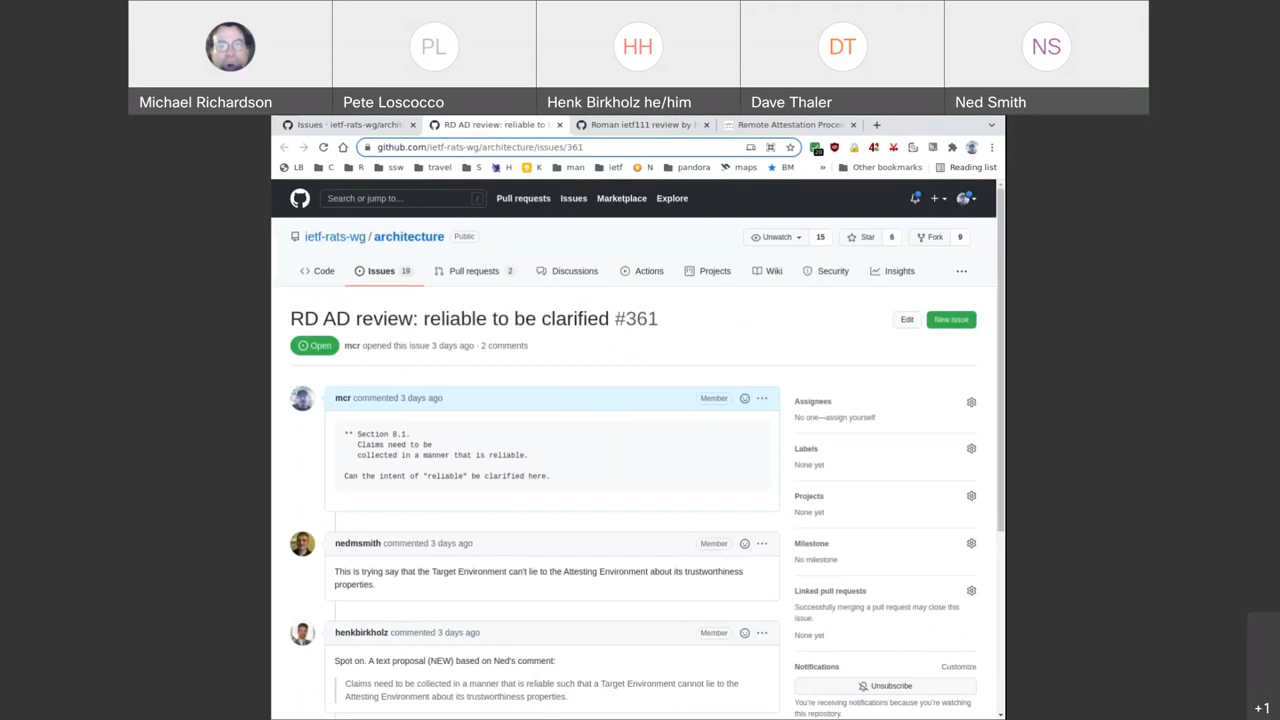 PL
HH
DT
NS
Michael Richardson
Pete Loscocco
Henk Birkholz he/him
Dave Thaler
Ned Smith
Issues · ietf-rats-wg/archit
RD AD review: reliable to b
Roman ietf111 review by
Remote Attestation Proce
github.com/ietf-rats-wg/architecture/issues/361
LB
C
R
ssw
travel
S
H
K
man
ietf
N
pandora
maps
BM
»
Other bookmarks
Reading list
Search or jump to…
/
Pull requests
Issues
Marketplace
Explore
ietf-rats-wg / architecture
Public
Unwatch
15
Star
6
Fork
9
Code
Issues 19
Pull requests 2
Discussions
Actions
Projects
Wiki
Security
Insights
RD AD review: reliable to be clarified #361
Edit
New issue
Open
mcr opened this issue 3 days ago · 2 comments
mcr commented 3 days ago
Member
** Section 8.1.
Claims need to be
collected in a manner that is reliable.
Can the intent of "reliable" be clarified here.
nedmsmith commented 3 days ago
Member
This is trying say that the Target Environment can't lie to the Attesting Environment about its trustworthiness
properties.
henkbirkholz commented 3 days ago
Member
Spot on. A text proposal (NEW) based on Ned's comment:
Claims need to be collected in a manner that is reliable such that a Target Environment cannot lie to the
Attesting Environment about its trustworthiness properties.
Assignees
No one—assign yourself
Labels
None yet
Projects
None yet
Milestone
No milestone
Linked pull requests
Successfully merging a pull request may close this
issue.
None yet
Notifications
Customize
Unsubscribe
You're receiving notifications because you're watching
this repository.
+1